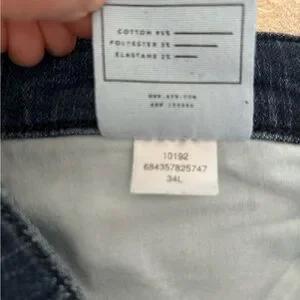 COTTON 95%
POLYESTER 3%
ELASTANE 2%
10192
684357825747
34L